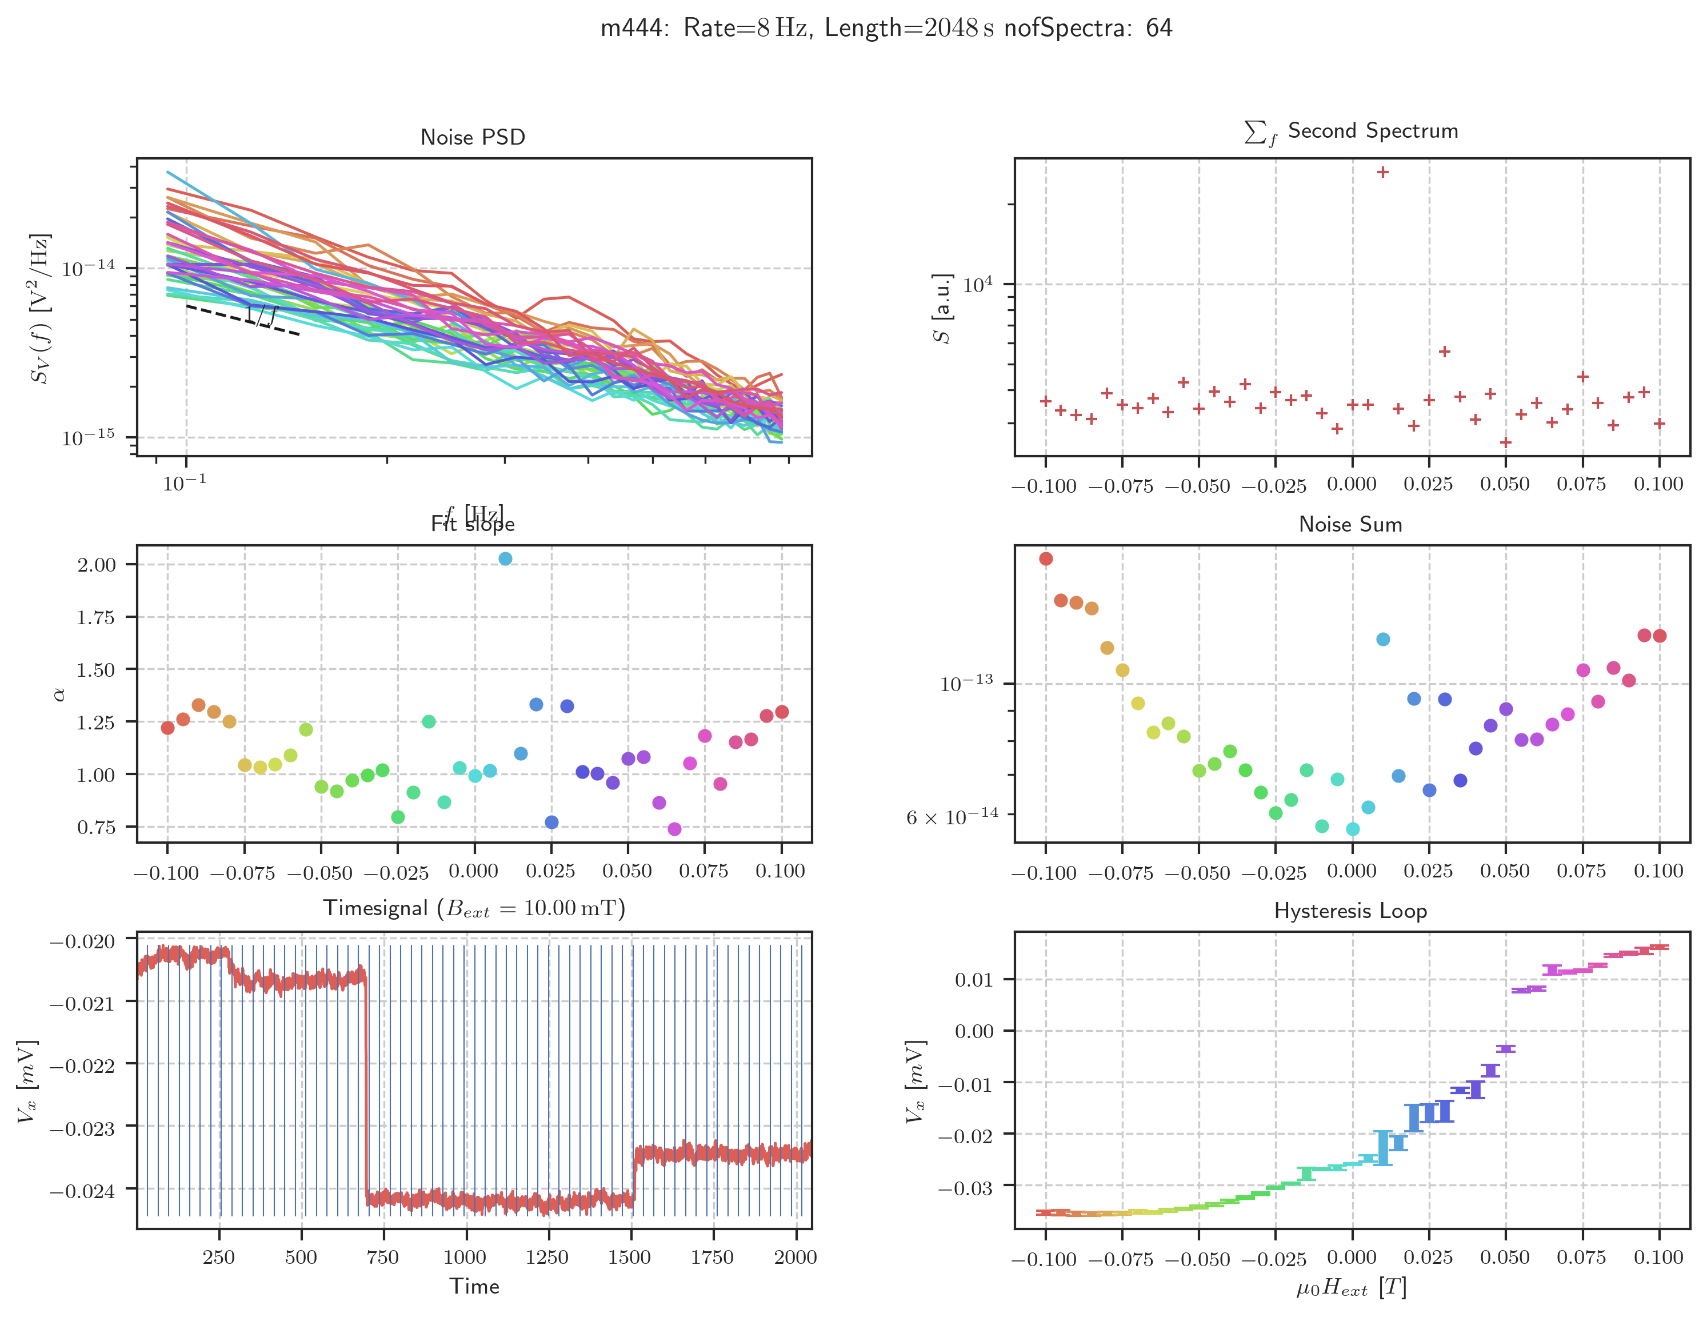 m444: Rate=8 Hz, Length=2048 s nofSpectra: 64
Noise PSD
S_V(f) [V²/Hz]
10⁻¹⁴
10⁻¹⁵
10⁻¹
f [Hz]
∑_f Second Spectrum
S [a.u.]
10⁴
−0.100 −0.075 −0.050 −0.025 0.000 0.025 0.050 0.075 0.100
Fit slope
α
2.00
1.75
1.50
1.25
1.00
0.75
−0.100 −0.075 −0.050 −0.025 0.000 0.025 0.050 0.075 0.100
Noise Sum
10⁻¹³
6 × 10⁻¹⁴
−0.100 −0.075 −0.050 −0.025 0.000 0.025 0.050 0.075 0.100
Timesignal (B_ext = 10.00 mT)
V_x [mV]
−0.020
−0.021
−0.022
−0.023
−0.024
250 500 750 1000 1250 1500 1750 2000
Time
Hysteresis Loop
V_x [mV]
0.01
0.00
−0.01
−0.02
−0.03
−0.100 −0.075 −0.050 −0.025 0.000 0.025 0.050 0.075 0.100
μ₀H_ext [T]